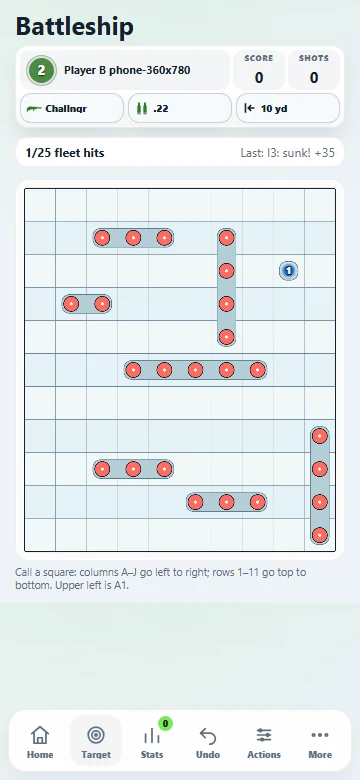 Battleship
2 Player B phone-360x780
SCORE
0
SHOTS
0
Challngr
.22
10 yd
1/25 fleet hits
Last: I3: sunk! +35
1
Call a square: columns A–J go left to right; rows 1–11 go top to
bottom. Upper left is A1.
0
Home
Target
Stats
Undo
Actions
More